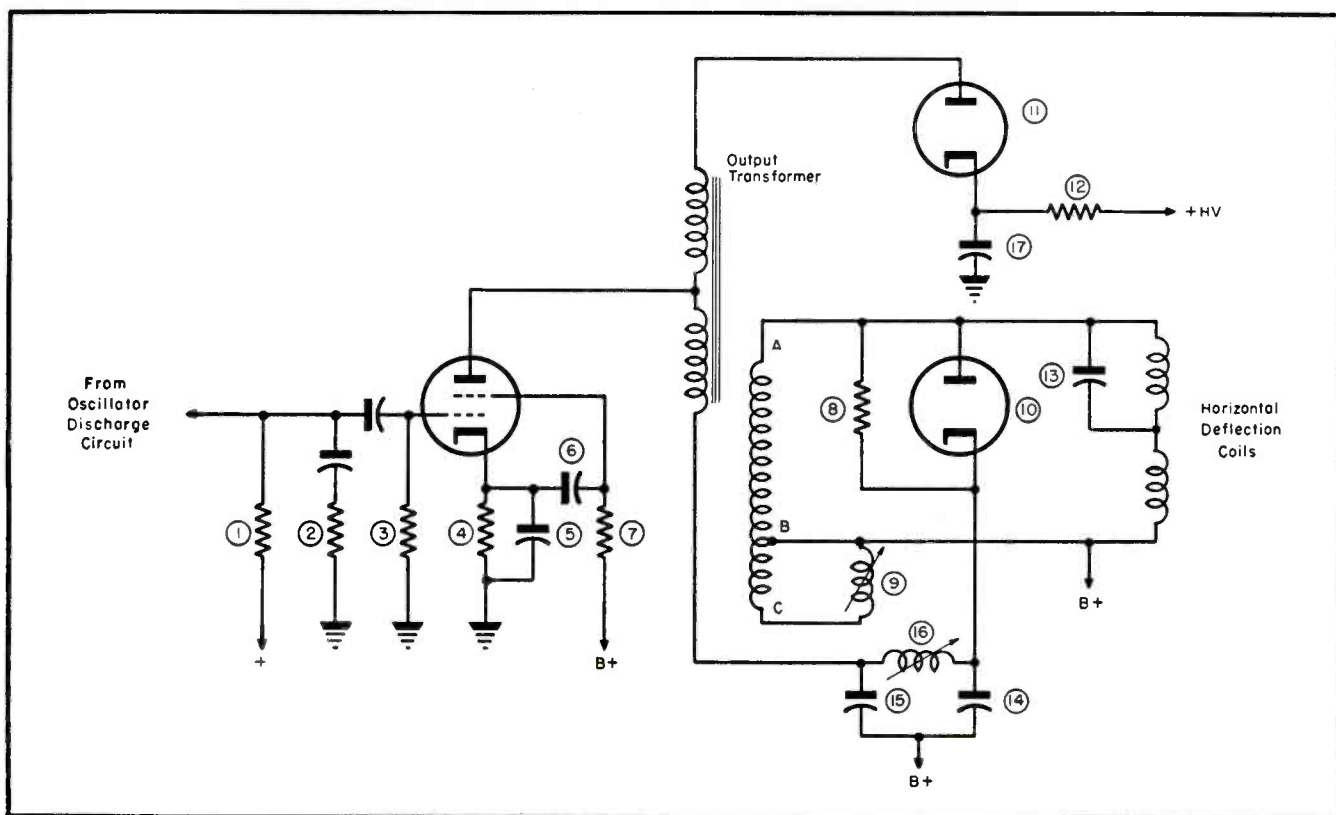 11
Output
Transformer
12
+HV
17
A
From
Oscillator
Discharge
Circuit
8
10
13
Horizontal
Deflection
Coils
6
B
1
2
3
4
5
7
9
C
B+
16
+
B+
15
14
B+